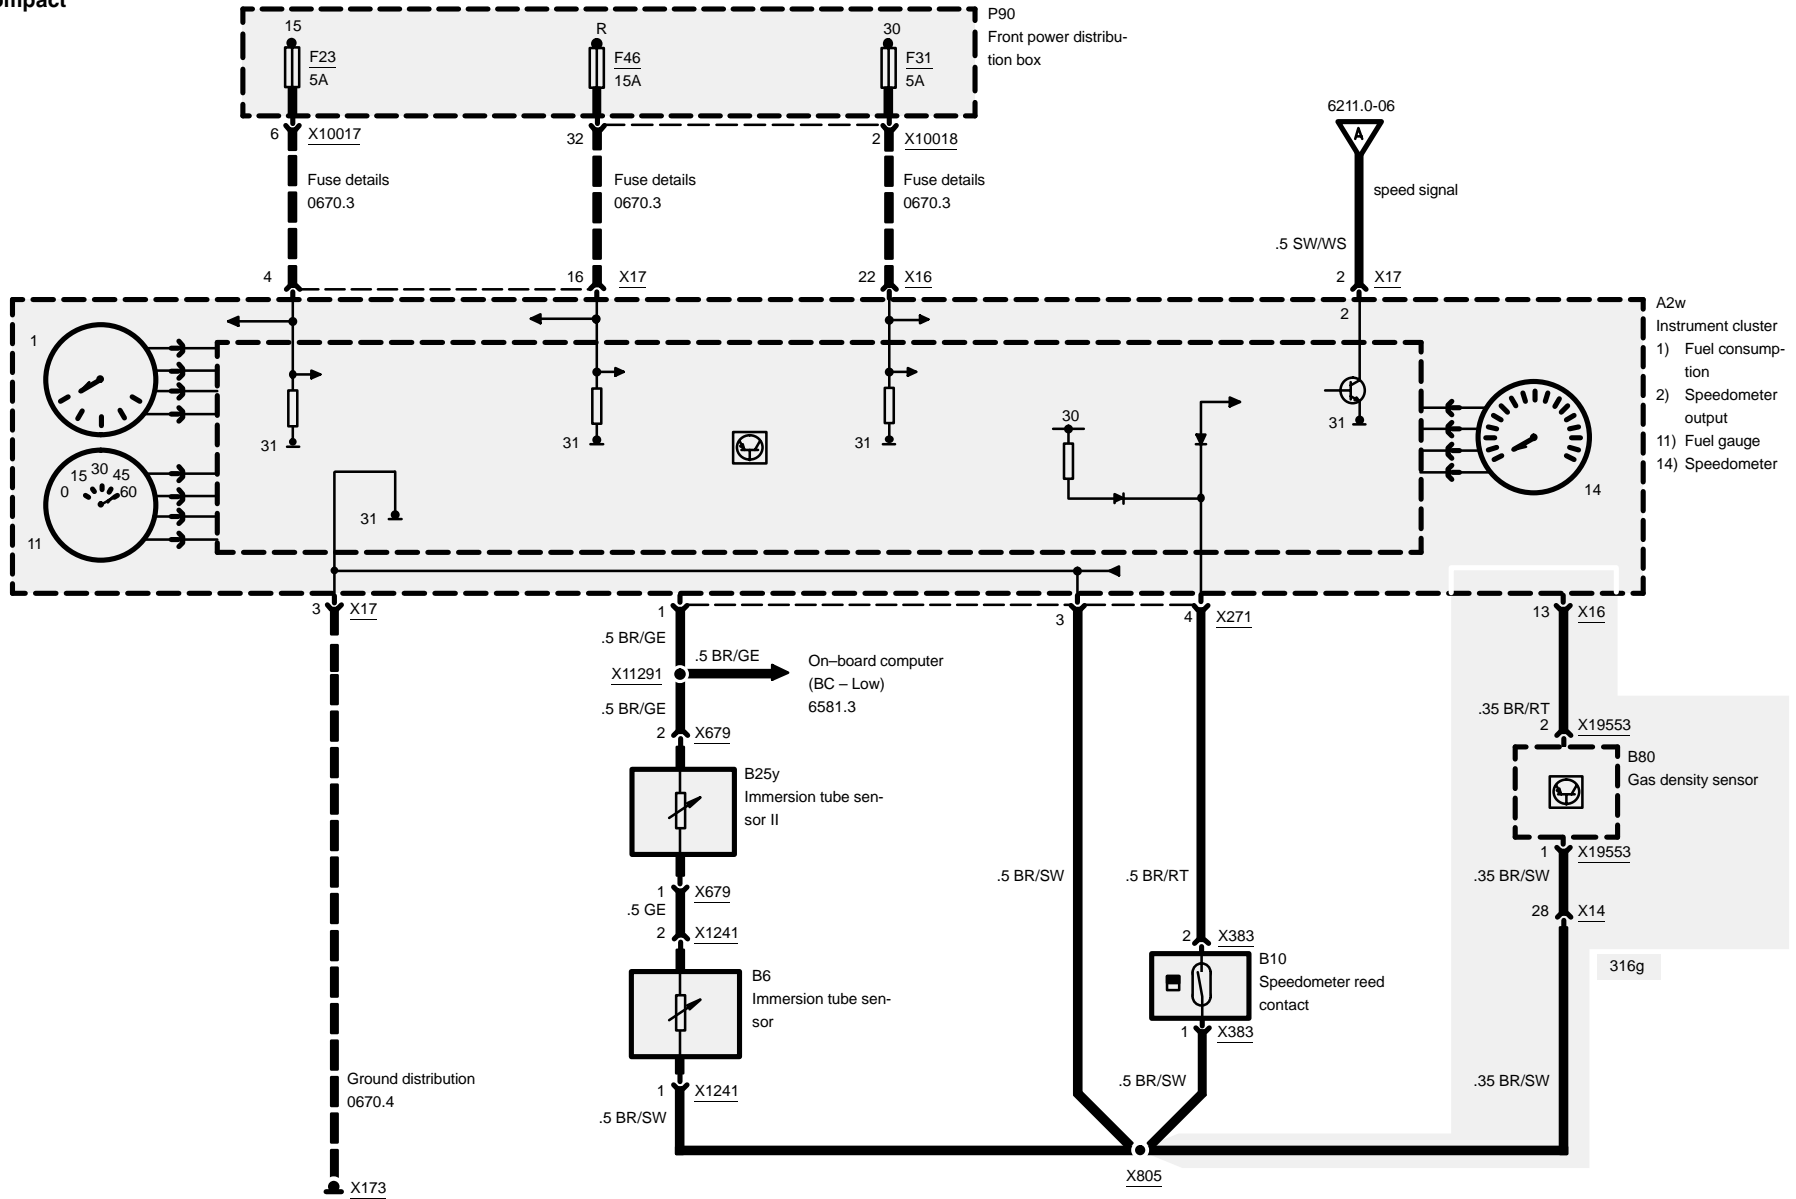 15
R
30
P90
Front power distribu-
tion box
F23
5A
F46
15A
F31
5A
6 X10017
32
2 X10018
6211.0-06
A
Fuse details
0670.3
Fuse details
0670.3
Fuse details
0670.3
speed signal
.5 SW/WS
4
16 X17
22 X16
2 X17
2
A2w
Instrument cluster
1) Fuel consump-
tion
2) Speedometer
output
11) Fuel gauge
14) Speedometer
1
31
31
31
30
31
14
0 15 30 45 60
11
31
3 X17
1
3
4 X271
13 X16
.5 BR/GE
X11291
.5 BR/GE
On–board computer
(BC – Low)
6581.3
.5 BR/GE
2 X679
.35 BR/RT
2 X19553
B25y
Immersion tube sen-
sor II
B80
Gas density sensor
1 X679
.5 GE
2 X1241
.5 BR/SW
.5 BR/RT
1 X19553
.35 BR/SW
28 X14
2 X383
B10
Speedometer reed
contact
316g
B6
Immersion tube sen-
sor
1 X383
Ground distribution
0670.4
1 X1241
.5 BR/SW
.5 BR/SW
.35 BR/SW
X805
X173